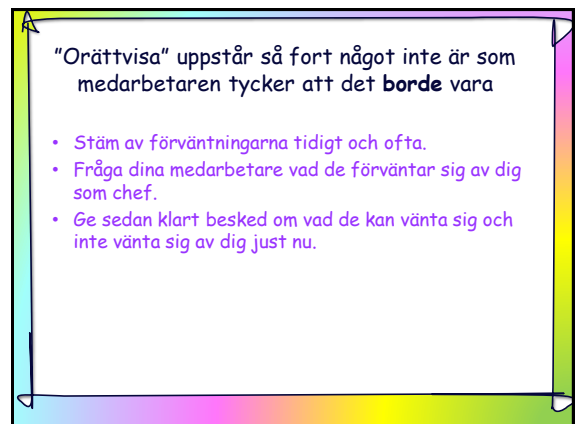 ”Orättvisa” uppstår så fort något inte är som
medarbetaren tycker att det borde vara
• Stäm av förväntningarna tidigt och ofta.
• Fråga dina medarbetare vad de förväntar sig av dig
som chef.
• Ge sedan klart besked om vad de kan vänta sig och
inte vänta sig av dig just nu.